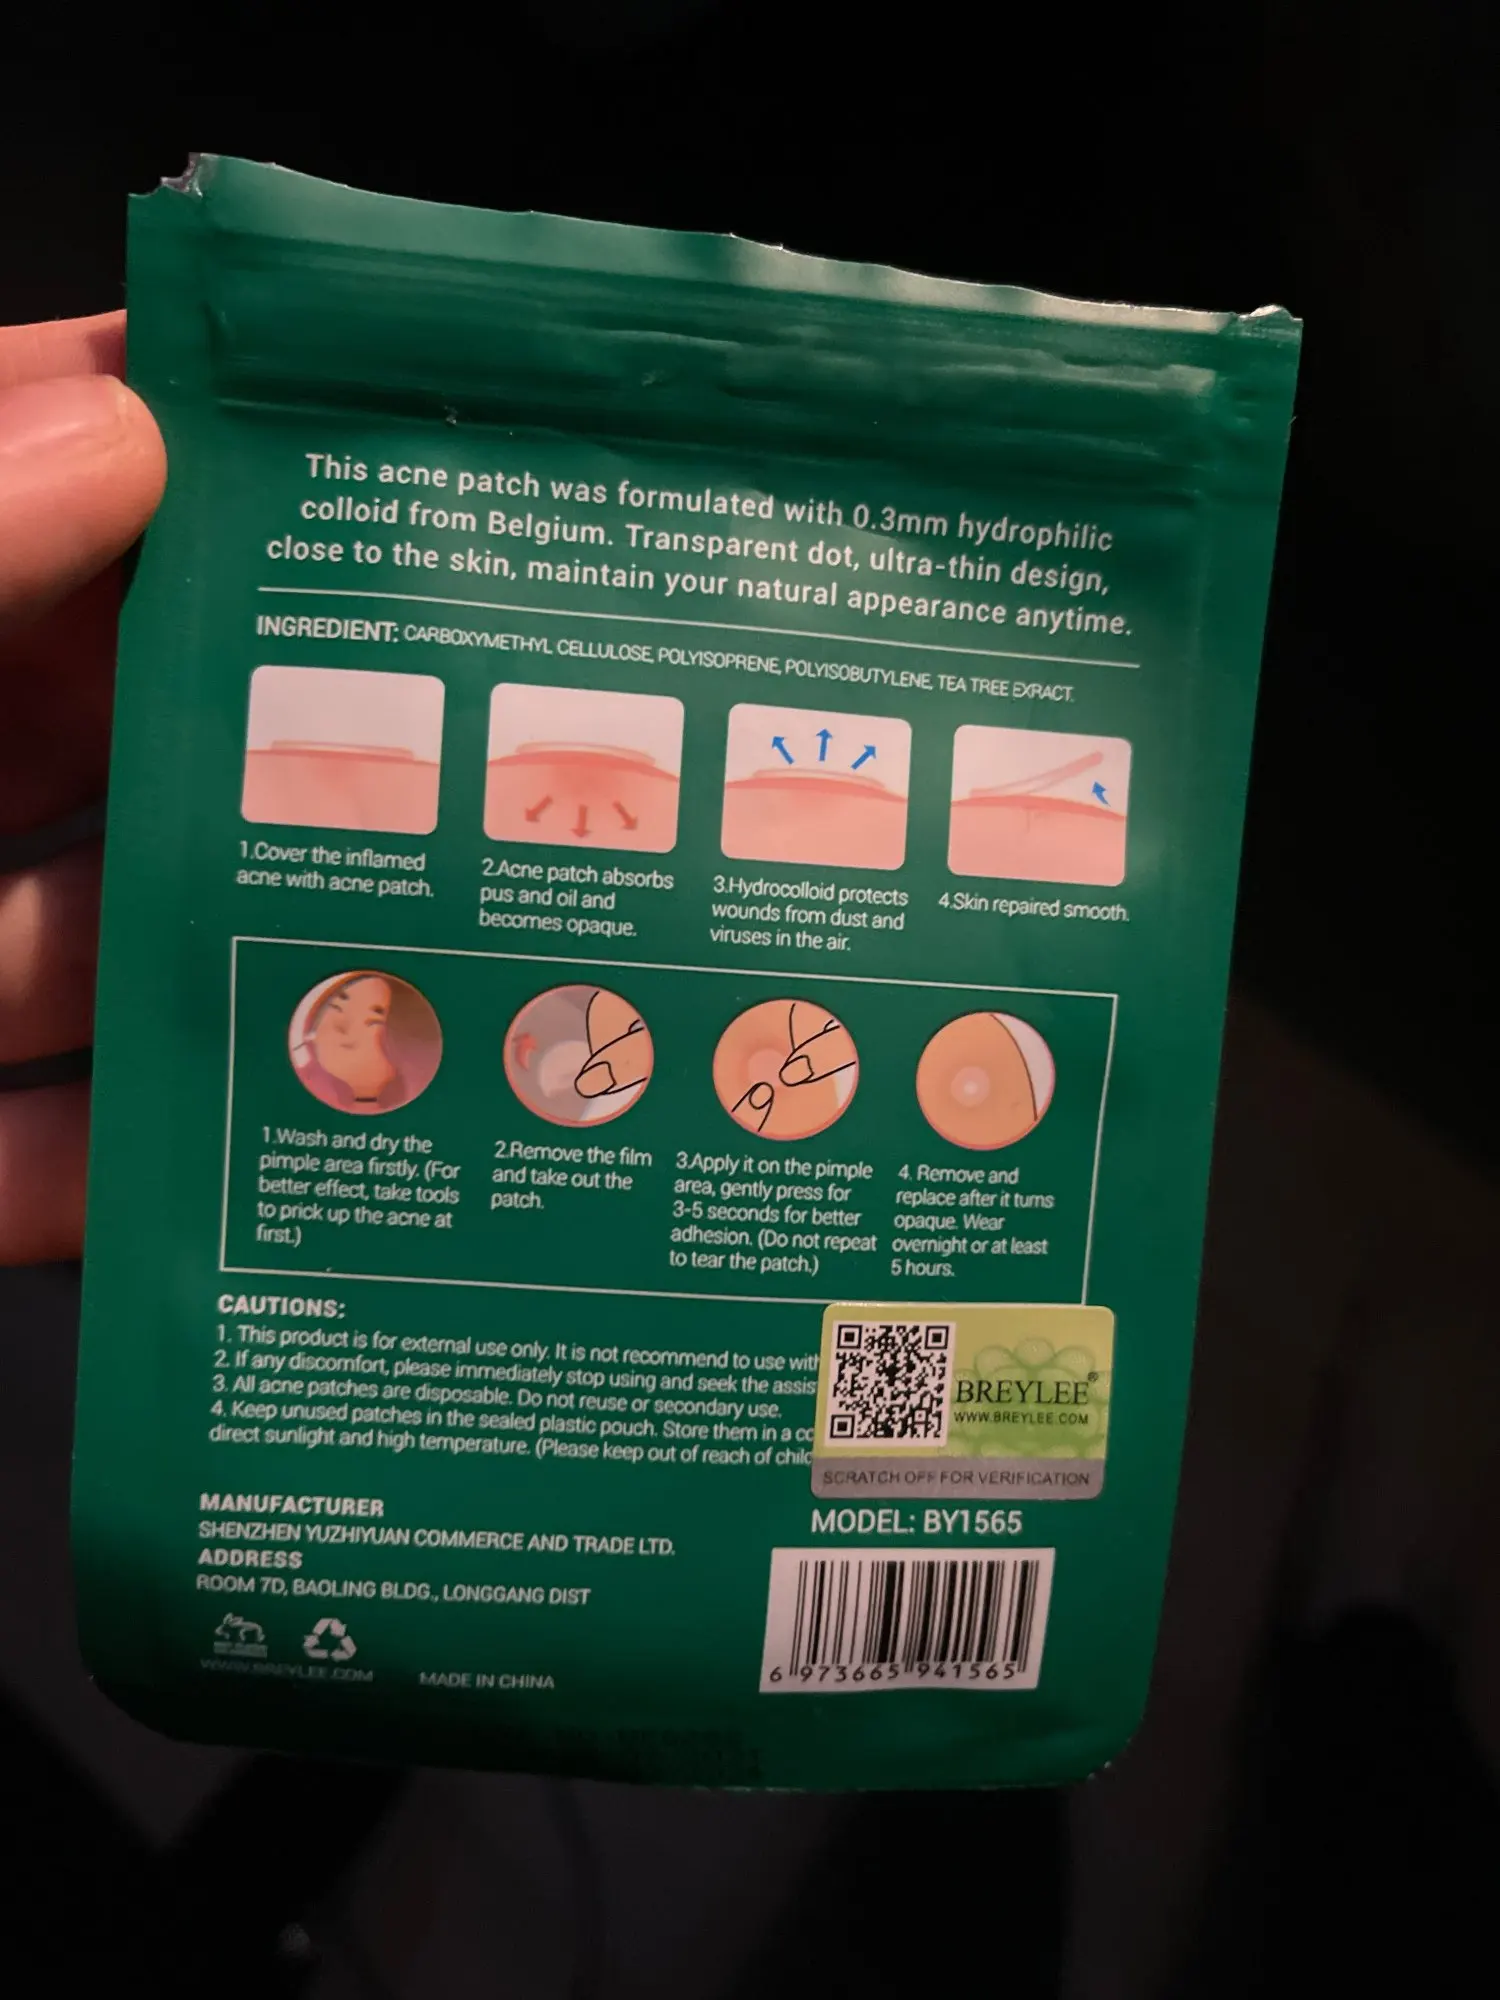 This acne patch was formulated with 0.3mm hydrophilic
colloid from Belgium. Transparent dot, ultra-thin design,
close to the skin, maintain your natural appearance anytime.
INGREDIENT: CARBOXYMETHYL CELLULOSE, POLYISOPRENE, POLYISOBUTYLENE, TEA TREE EXRACT.
1.Cover the inflamed
acne with acne patch.
2.Acne patch absorbs
pus and oil and
becomes opaque.
3.Hydrocolloid protects
wounds from dust and
viruses in the air.
4.Skin repaired smooth.
1.Wash and dry the
pimple area firstly. (For
better effect, take tools
to prick up the acne at
first.)
2.Remove the film
and take out the
patch.
3.Apply it on the pimple
area, gently press for
3-5 seconds for better
adhesion. (Do not repeat
to tear the patch.)
4. Remove and
replace after it turns
opaque. Wear
overnight or at least
5 hours.
CAUTIONS:
1. This product is for external use only. It is not recommend to use with
2. If any discomfort, please immediately stop using and seek the assis
3. All acne patches are disposable. Do not reuse or secondary use.
4. Keep unused patches in the sealed plastic pouch. Store them in a co
direct sunlight and high temperature. (Please keep out of reach of chilc
BREYLEE®
WWW.BREYLEE.COM
SCRATCH OFF FOR VERIFICATION
MANUFACTURER
SHENZHEN YUZHIYUAN COMMERCE AND TRADE LTD.
ADDRESS
ROOM 7D, BAOLING BLDG., LONGGANG DIST
WWW.BREYLEE.COM
MADE IN CHINA
MODEL: BY1565
6 973665 941565